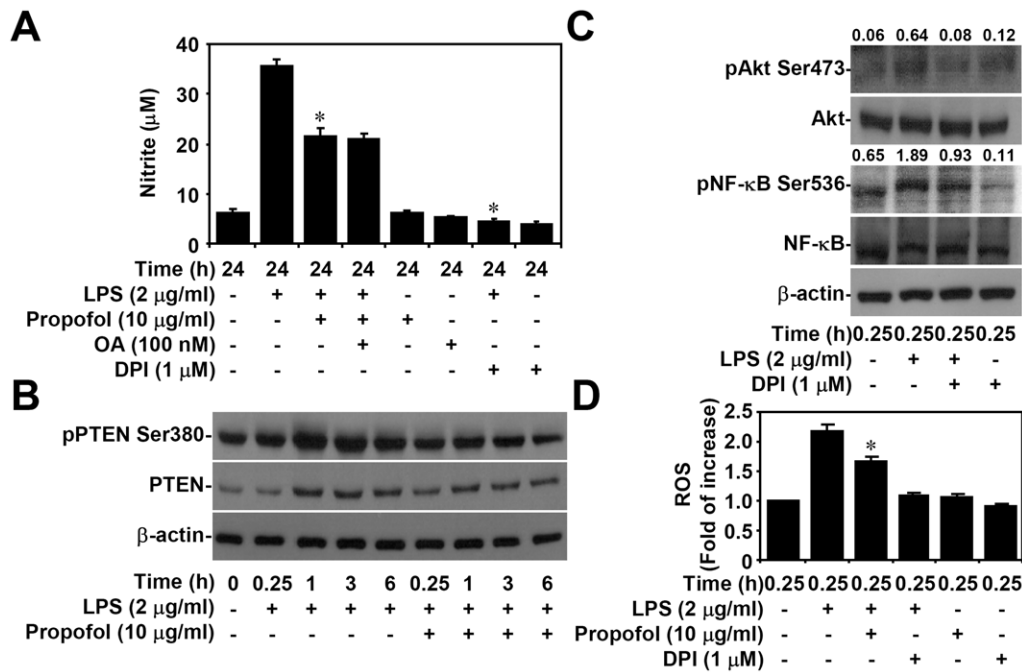 A
40
30
20
10
0
Nitrite (µM)
Time (h) 24 24 24 24 24 24 24 24
LPS (2 µg/ml) - + + + - - + -
Propofol (10 µg/ml) - - + + + - - -
OA (100 nM) - - - + - + - -
DPI (1 µM) - - - - - - + +
*
*
B
pPTEN Ser380-
PTEN-
β-actin-
Time (h) 0 0.25 1 3 6 0.25 1 3 6
LPS (2 µg/ml) - + + + + + + + +
Propofol (10 µg/ml) - - - - - + + + +
C
0.06 0.64 0.08 0.12
pAkt Ser473-
Akt-
0.65 1.89 0.93 0.11
pNF-κB Ser536-
NF-κB-
β-actin-
Time (h) 0.25 0.25 0.25 0.25
LPS (2 µg/ml) - + + -
DPI (1 µM) - - + +
D
2.5
2.0
1.5
1.0
0.5
0
ROS
(Fold of increase)
*
Time (h) 0.25 0.25 0.25 0.25 0.25 0.25
LPS (2 µg/ml) - + + + - -
Propofol (10 µg/ml) - - + - + -
DPI (1 µM) - - - + - +